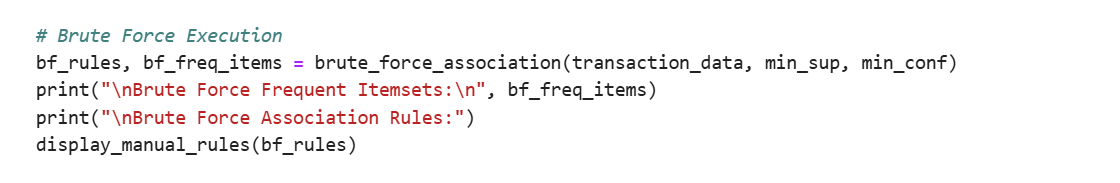 # Brute Force Execution
bf_rules, bf_freq_items = brute_force_association(transaction_data, min_sup, min_conf)
print("\nBrute Force Frequent Itemsets:\n", bf_freq_items)
print("\nBrute Force Association Rules:")
display_manual_rules(bf_rules)